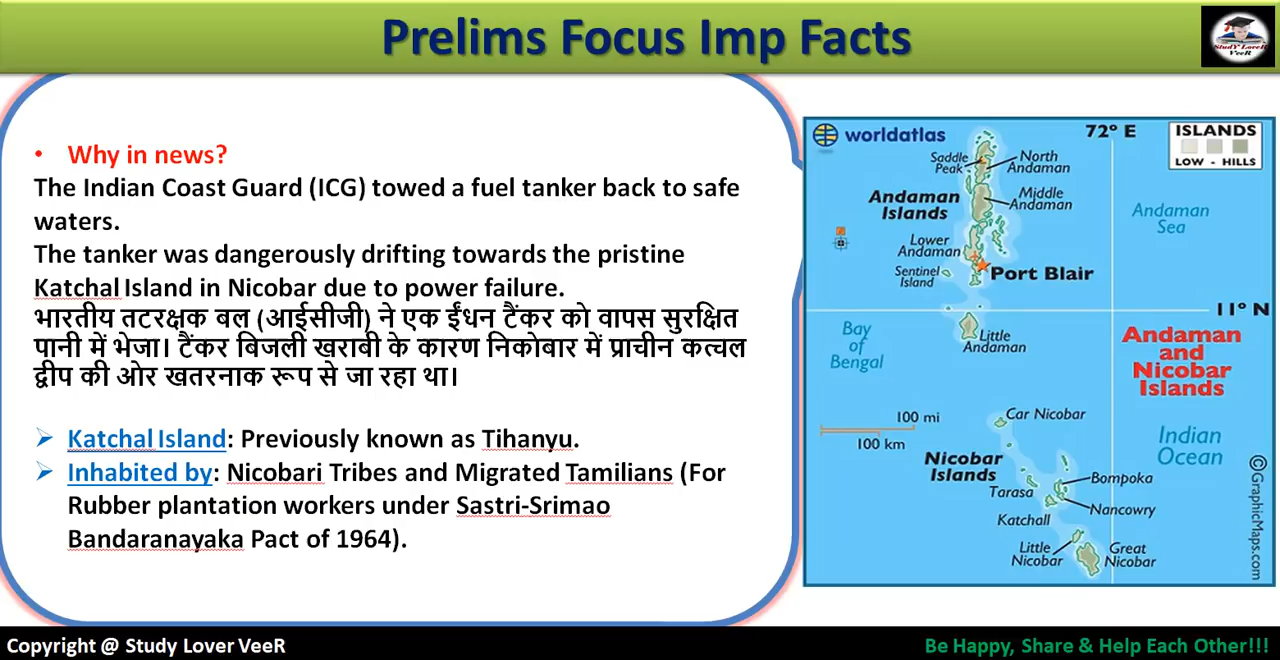 Prelims Focus Imp Facts
StudY LoveR
VeeR
• Why in news?
The Indian Coast Guard (ICG) towed a fuel tanker back to safe
waters.
The tanker was dangerously drifting towards the pristine
Katchal Island in Nicobar due to power failure.
भारतीय तटरक्षक बल (आईसीजी) ने एक ईंधन टैंकर को वापस सुरक्षित
पानी में भेजा। टैंकर बिजली खराबी के कारण निकोबार में प्राचीन कत्चल
द्वीप की ओर खतरनाक रूप से जा रहा था।
➢ Katchal Island: Previously known as Tihanyu.
➢ Inhabited by: Nicobari Tribes and Migrated Tamilians (For
Rubber plantation workers under Sastri-Srimao
Bandaranayaka Pact of 1964).
worldatlas
72° E
ISLANDS
LOW - HILLS
Saddle
Peak
North
Andaman
Andaman
Islands
Middle
Andaman
Andaman
Sea
Lower
Andaman
Sentinel
Island
Port Blair
11° N
Bay
of
Bengal
Little
Andaman
Andaman
and
Nicobar
Islands
100 mi
100 km
Car Nicobar
Indian
Ocean
Nicobar
Islands
Bompoka
Tarasa
Nancowry
Katchall
Little
Nicobar
Great
Nicobar
©GraphicMaps.com
Copyright @ Study Lover VeeR
Be Happy, Share & Help Each Other!!!